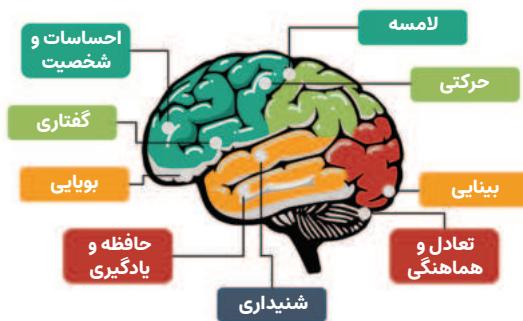 لامسه
احساسات و
شخصیت
حرکتی
گفتاری
بویایی
بینایی
حافظه و
یادگیری
تعادل و
هماهنگی
شنیداری